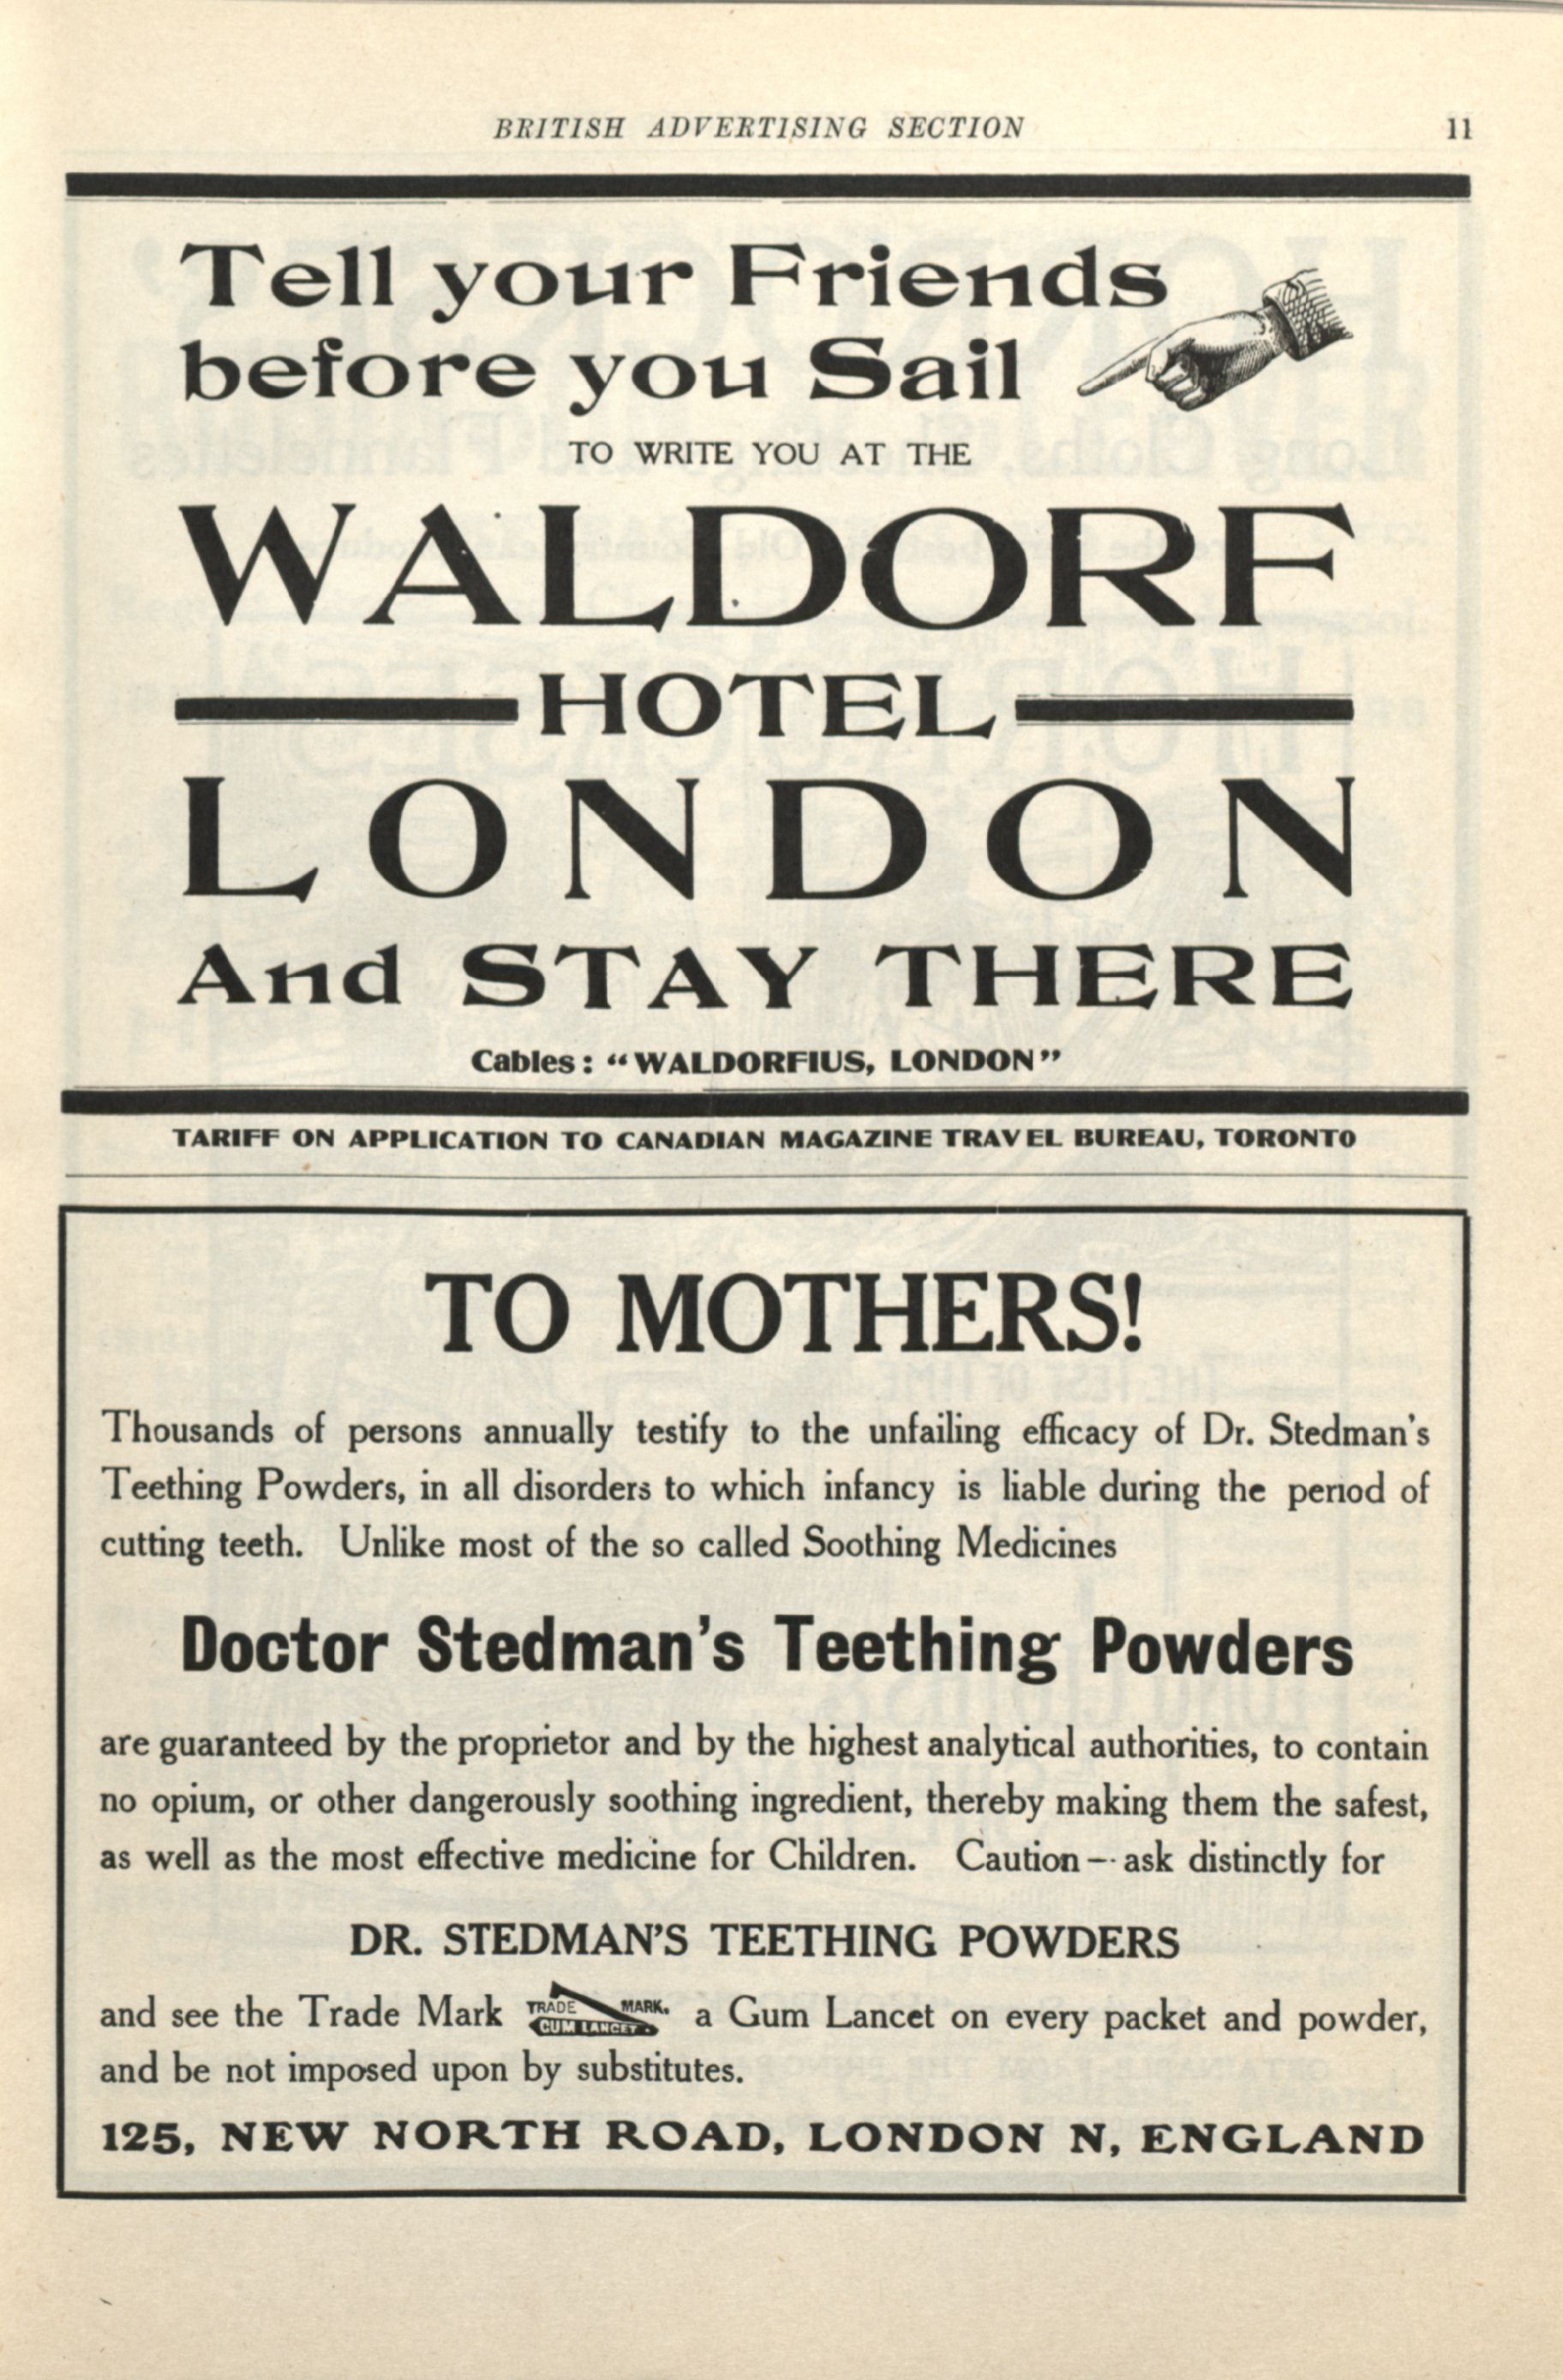 BRITISH ADVERTISING SECTION 11
Tell your Friends
before you Sail
TO WRITE YOU AT THE
WALDORF
HOTEL
LONDON
And STAY THERE
Cables: "WALDORFIUS, LONDON"
TARIFF ON APPLICATION TO CANADIAN MAGAZINE TRAVEL BUREAU, TORONTO
TO MOTHERS!
Thousands of persons annually testify to the unfailing efficacy of Dr. Stedman's
Teething Powders, in all disorders to which infancy is liable during the period of
cutting teeth. Unlike most of the so called Soothing Medicines
Doctor Stedman's Teething Powders
are guaranteed by the proprietor and by the highest analytical authorities, to contain
no opium, or other dangerously soothing ingredient, thereby making them the safest,
as well as the most effective medicine for Children. Caution — ask distinctly for
DR. STEDMAN'S TEETHING POWDERS
and see the Trade Mark TRADE MARK. GUM LANCET. a Gum Lancet on every packet and powder,
and be not imposed upon by substitutes.
125, NEW NORTH ROAD, LONDON N, ENGLAND